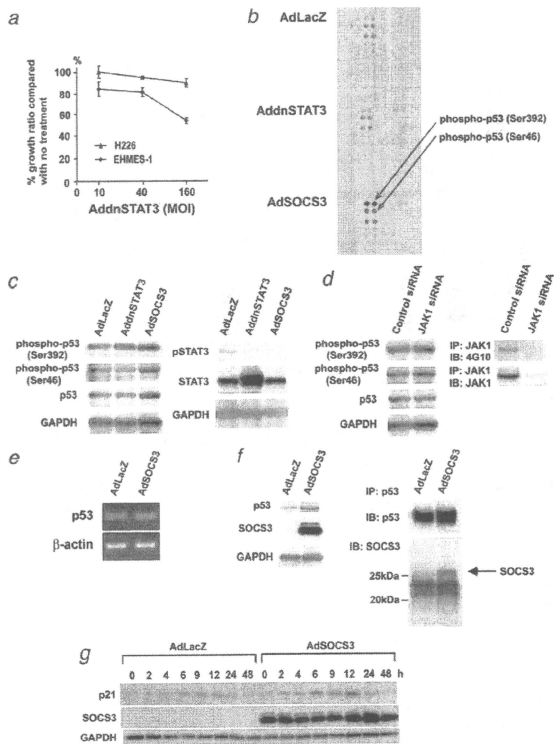 a
%
100
80
60
80
0
% growth ratio compared
with no treatment
H226
EHMES-1
0 10 40 160
AddnSTAT3 (MOI)
b
AdLacZ
AddnSTAT3
AdSOCS3
phospho-p53 (Ser392)
phospho-p53 (Ser46)
c
AdLacZ
AddnSTAT3
AdSOCS3
phospho-p53
(Ser392)
phospho-p53
(Ser46)
p53
GAPDH
AdLacZ
AddnSTAT3
AdSOCS3
pSTAT3
STAT3
GAPDH
d
Control siRNA
JAK1 siRNA
phospho-p53
(Ser392)
phospho-p53
(Ser46)
p53
GAPDH
Control siRNA
JAK1 siRNA
IP: JAK1
IB: 4G10
IP: JAK1
IB: JAK1
e
AdLacZ
AdSOCS3
p53
β-actin
f
AdLacZ
AdSOCS3
p53
SOCS3
GAPDH
AdLacZ
AdSOCS3
IP: p53
IB: p53
IB: SOCS3
25kDa
20kDa
SOCS3
g
AdLacZ AdSOCS3
0 2 4 6 9 12 24 48 0 2 4 6 9 12 24 48 h
p21
SOCS3
GAPDH